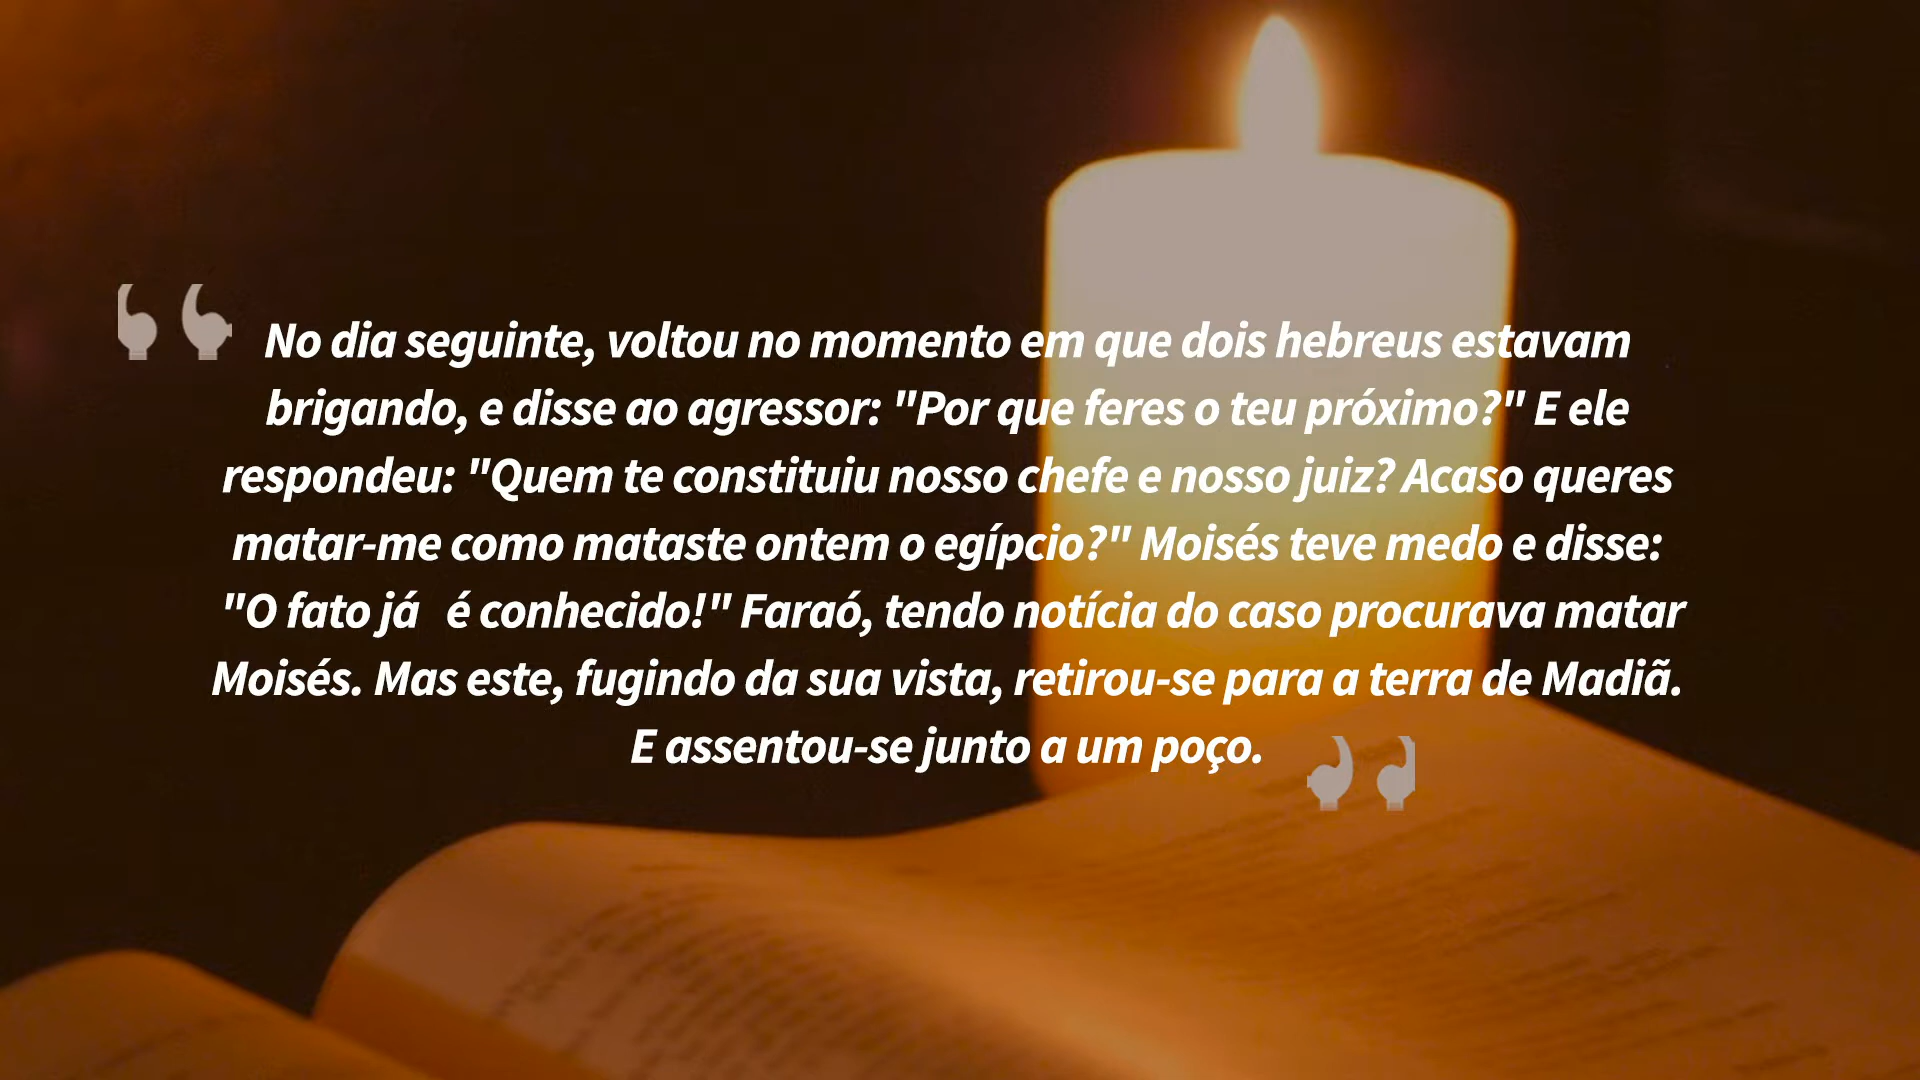 No dia seguinte, voltou no momento em que dois hebreus estavam
brigando, e disse ao agressor: "Por que feres o teu próximo?" E ele
respondeu: "Quem te constituiu nosso chefe e nosso juiz? Acaso queres
matar-me como mataste ontem o egípcio?" Moisés teve medo e disse:
"O fato já é conhecido!" Faraó, tendo notícia do caso procurava matar
Moisés. Mas este, fugindo da sua vista, retirou-se para a terra de Madiã.
E assentou-se junto a um poço.